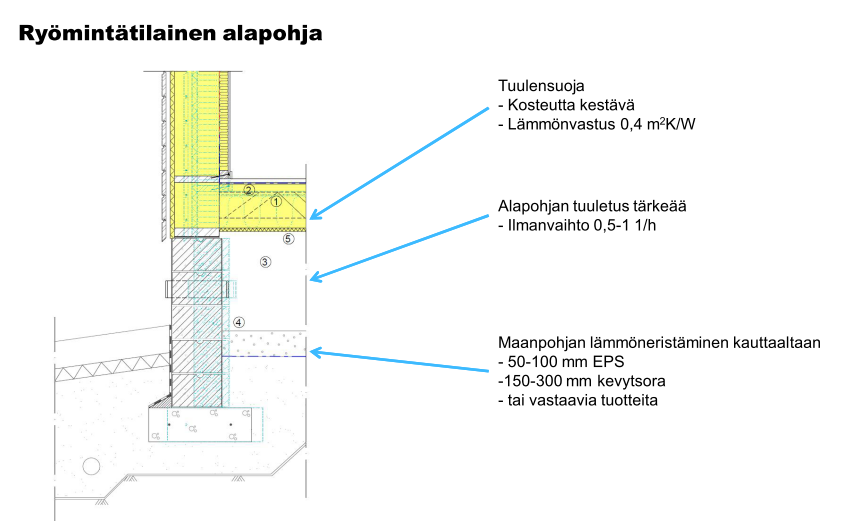 Ryömintätilainen alapohja
Tuulensuoja
- Kosteutta kestävä
- Lämmönvastus 0,4 m²K/W
Alapohjan tuuletus tärkeää
- Ilmanvaihto 0,5-1 1/h
Maanpohjan lämmöneristäminen kauttaaltaan
- 50-100 mm EPS
-150-300 mm kevytsora
- tai vastaavia tuotteita
2
1
5
3
4